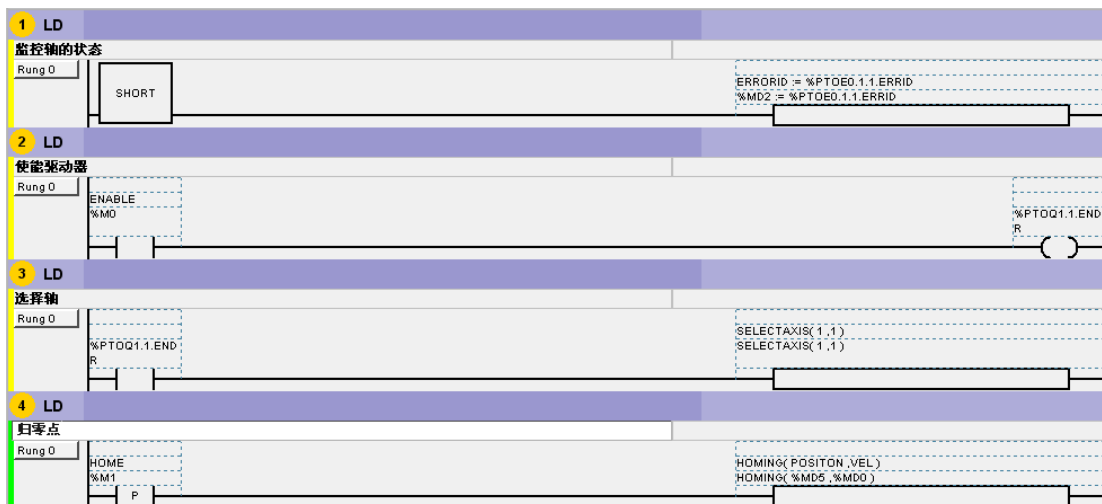 1 LD
监控轴的状态
Rung 0
SHORT
ERRORID := %PTOE0.1.1.ERRID
%MD2 := %PTOE0.1.1.ERRID
2 LD
使能驱动器
Rung 0
ENABLE
%M0
%PTOQ1.1.END
R
3 LD
选择轴
Rung 0
%PTOQ1.1.END
R
SELECTAXIS( 1 ,1 )
SELECTAXIS( 1 ,1 )
4 LD
归零点
Rung 0
HOME
%M1
P
HOMING( POSITON ,VEL )
HOMING( %MD5 ,%MD0 )